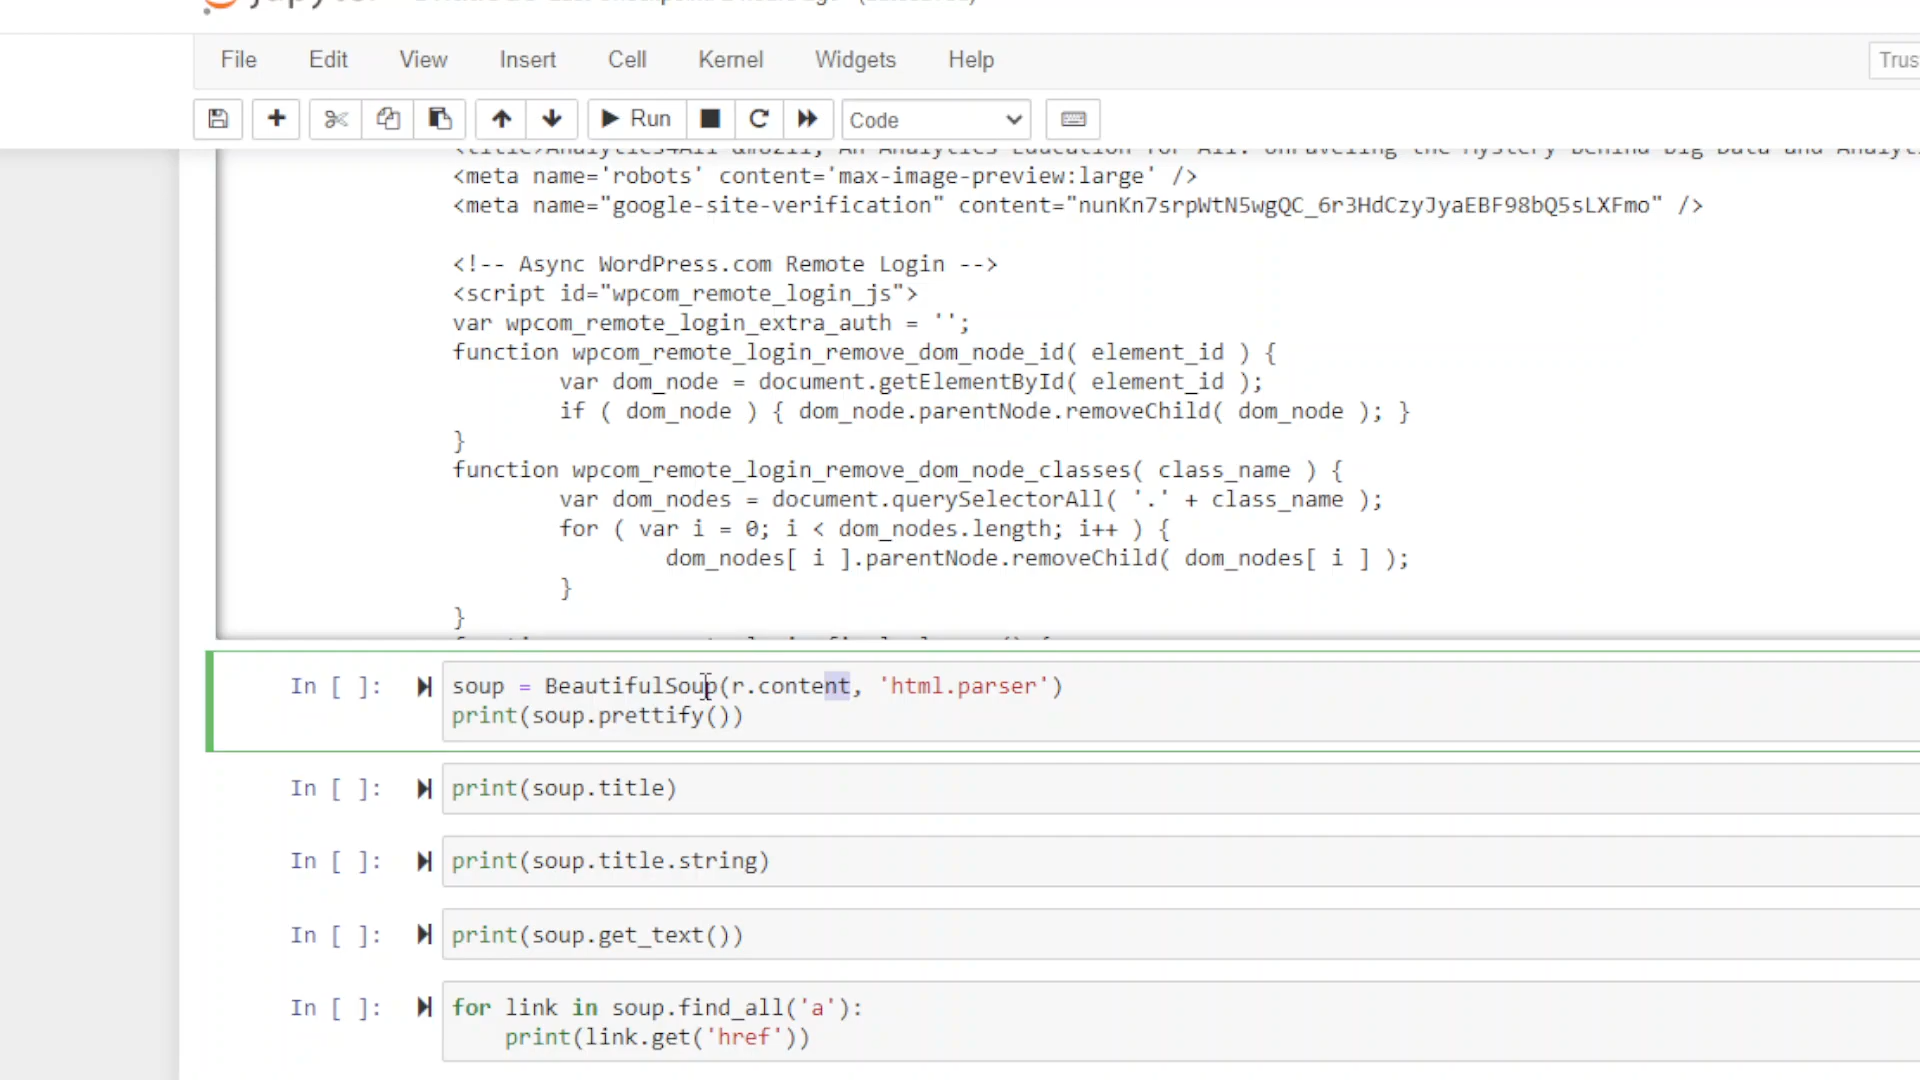 File Edit View Insert Cell Kernel Widgets Help Trus
Run Code
<meta name='robots' content='max-image-preview:large' />
<meta name="google-site-verification" content="nunKn7srpWtN5wgQC_6r3HdCzyJyaEBF98bQ5sLXFmo" />
<!-- Async WordPress.com Remote Login -->
<script id="wpcom_remote_login_js">
var wpcom_remote_login_extra_auth = '';
function wpcom_remote_login_remove_dom_node_id( element_id ) {
var dom_node = document.getElementById( element_id );
if ( dom_node ) { dom_node.parentNode.removeChild( dom_node ); }
}
function wpcom_remote_login_remove_dom_node_classes( class_name ) {
var dom_nodes = document.querySelectorAll( '.' + class_name );
for ( var i = 0; i < dom_nodes.length; i++ ) {
dom_nodes[ i ].parentNode.removeChild( dom_nodes[ i ] );
}
}
In [ ]: soup = BeautifulSoup(r.content, 'html.parser')
print(soup.prettify())
In [ ]: print(soup.title)
In [ ]: print(soup.title.string)
In [ ]: print(soup.get_text())
In [ ]: for link in soup.find_all('a'):
print(link.get('href'))